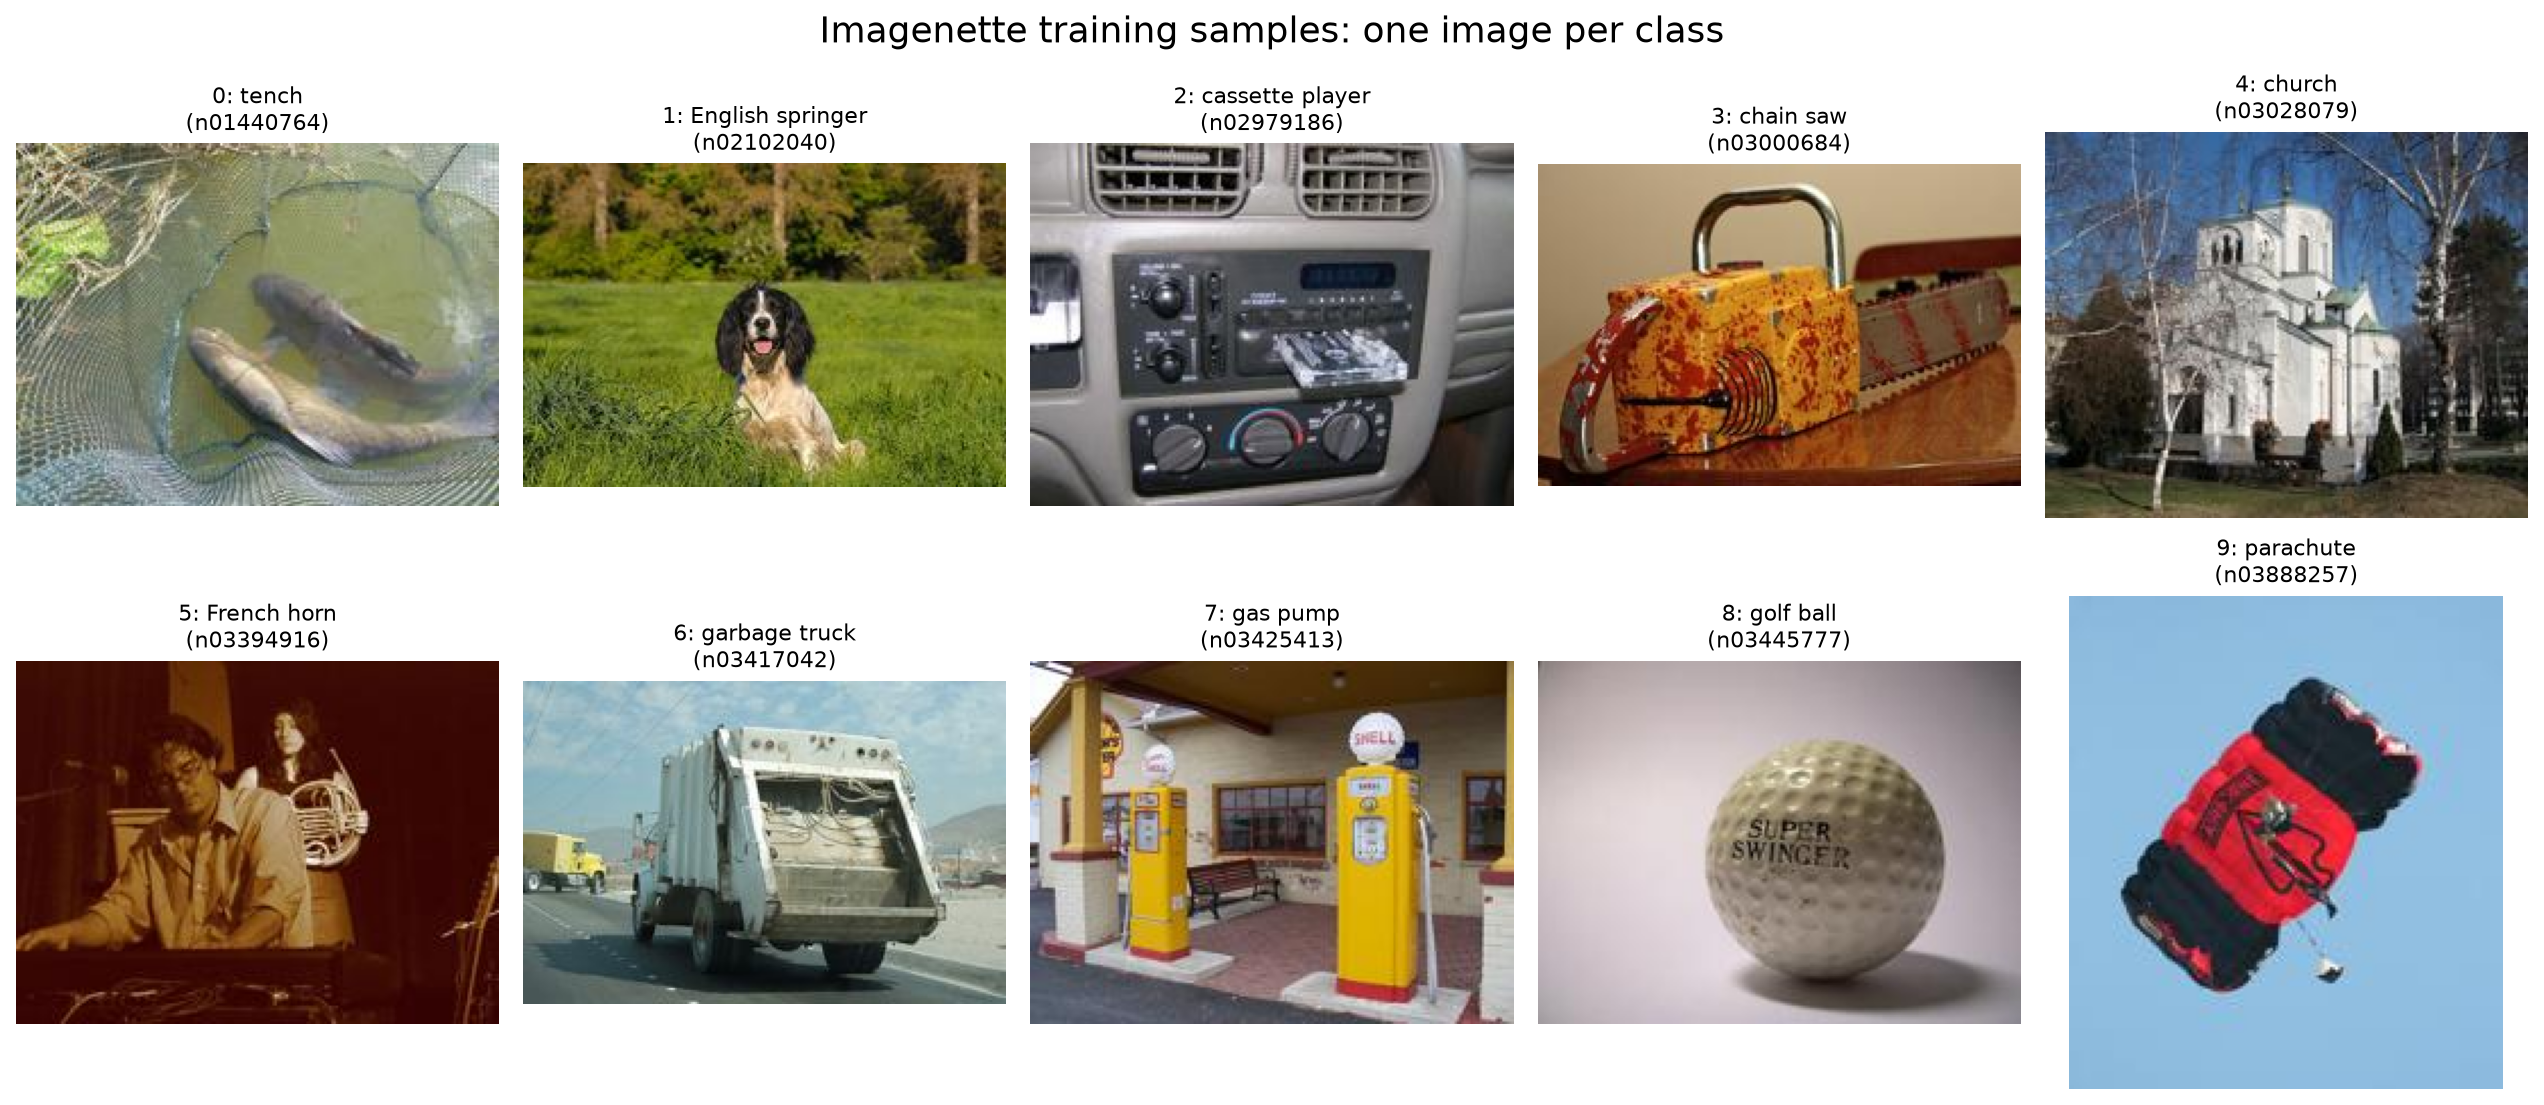 Imagenette training samples: one image per class
0: tench
(n01440764)
1: English springer
(n02102040)
2: cassette player
(n02979186)
3: chain saw
(n03000684)
4: church
(n03028079)
5: French horn
(n03394916)
6: garbage truck
(n03417042)
7: gas pump
(n03425413)
SHELL
8: golf ball
(n03445777)
SUPER
SWINGER
9: parachute
(n03888257)